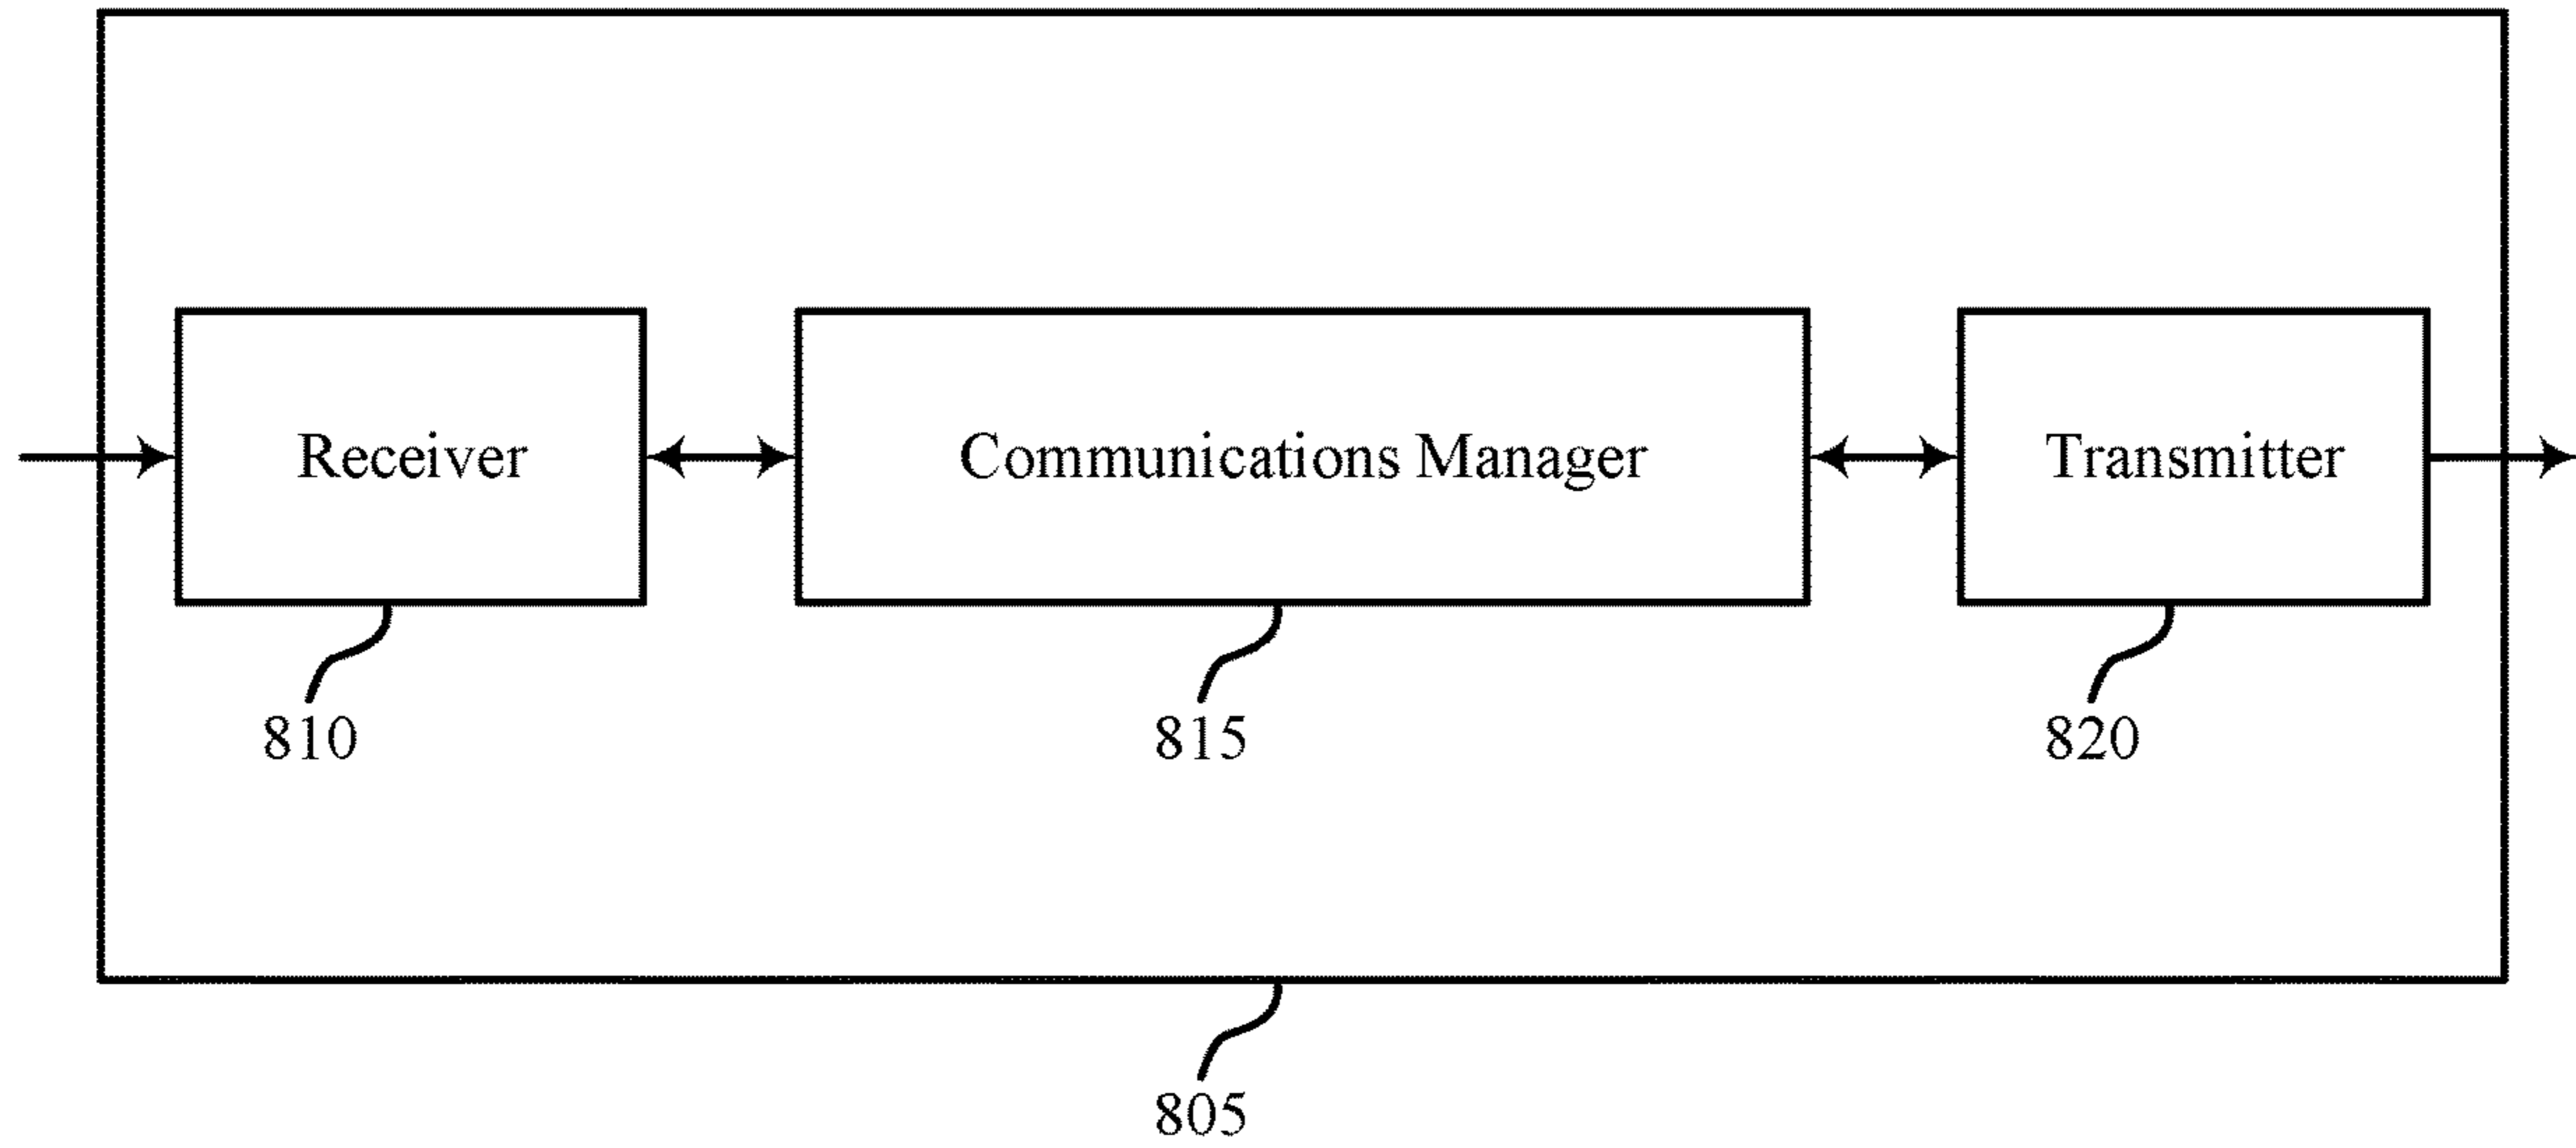 Receiver
Communications Manager
Transmitter
810
815
820
805